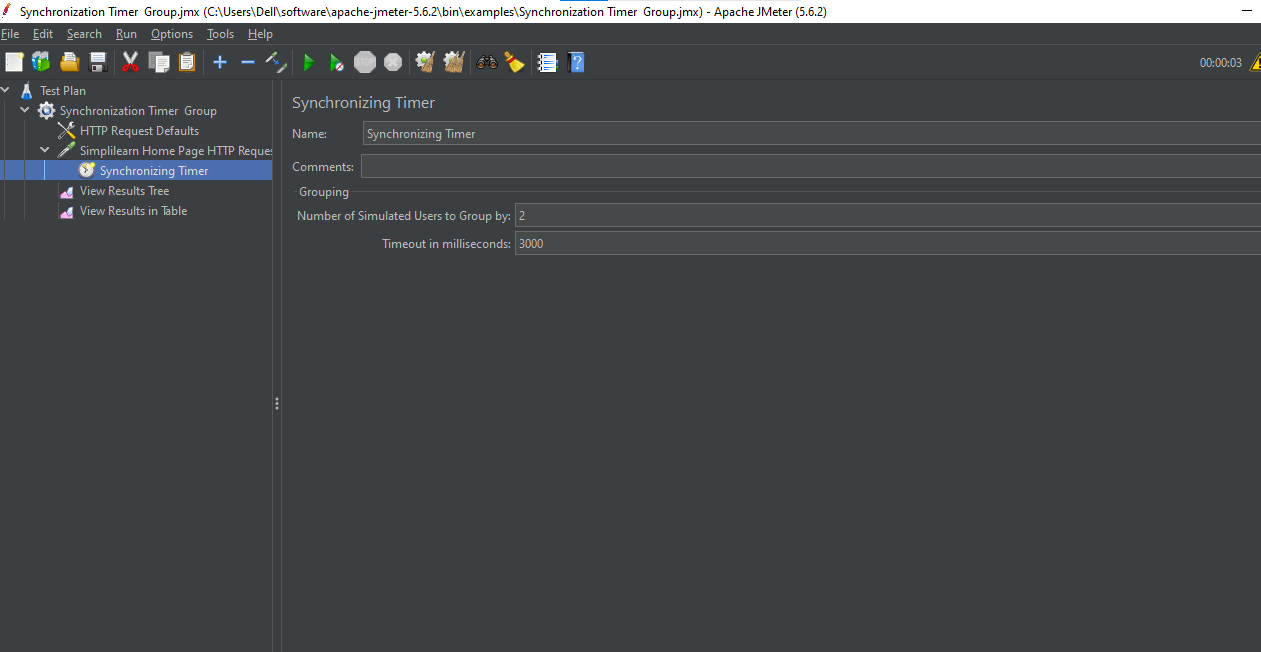 Synchronization Timer  Group.jmx (C:\Users\Dell\software\apache-jmeter-5.6.2\bin\examples\Synchronization Timer  Group.jmx) - Apache JMeter (5.6.2)
File Edit Search Run Options Tools Help
STOP
00:00:03
Test Plan
Synchronization Timer  Group
HTTP Request Defaults
Simplilearn Home Page HTTP Reques
Synchronizing Timer
View Results Tree
View Results in Table
Synchronizing Timer
Name: Synchronizing Timer
Comments:
Grouping
Number of Simulated Users to Group by: 2
Timeout in milliseconds: 3000